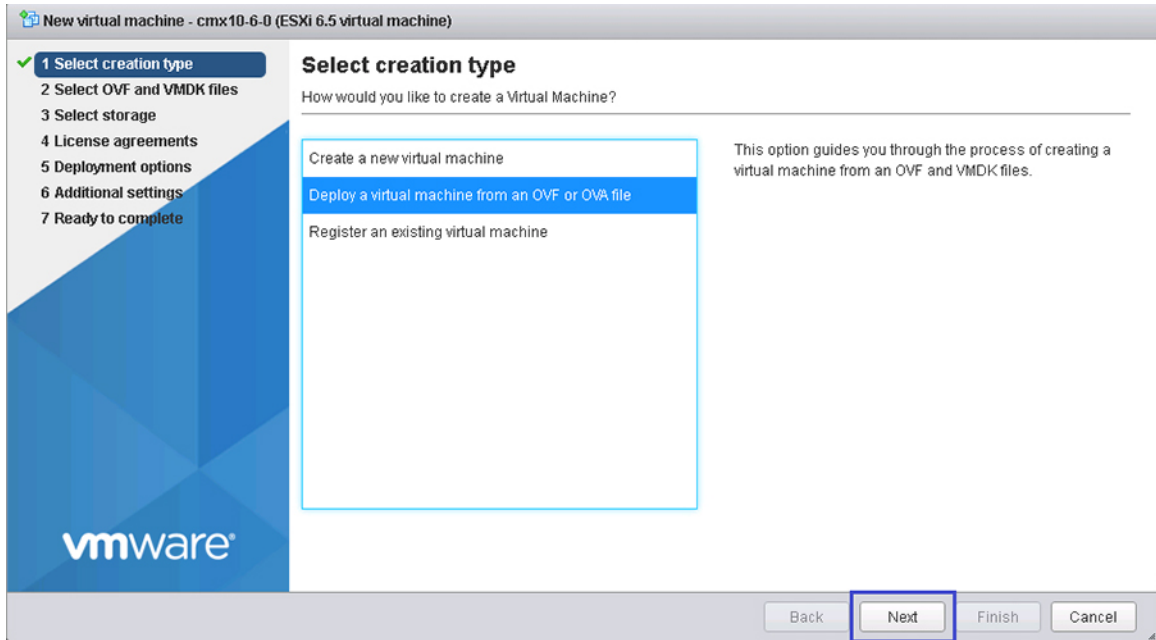 New virtual machine - cmx10-6-0 (ESXi 6.5 virtual machine)
1 Select creation type
2 Select OVF and VMDK files
3 Select storage
4 License agreements
5 Deployment options
6 Additional settings
7 Ready to complete
vmware®
Select creation type
How would you like to create a Virtual Machine?
Create a new virtual machine
Deploy a virtual machine from an OVF or OVA file
Register an existing virtual machine
This option guides you through the process of creating a
virtual machine from an OVF and VMDK files.
Back Next Finish Cancel